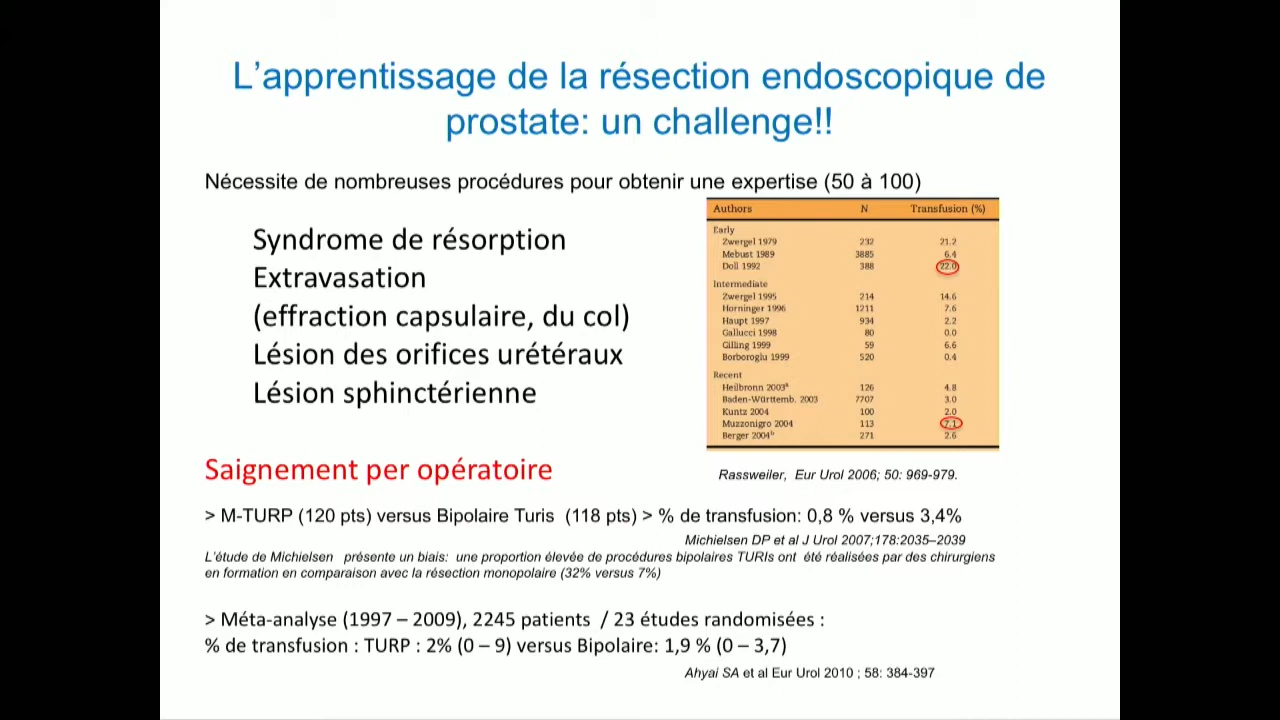 L’apprentissage de la résection endoscopique de
prostate: un challenge!!
Nécessite de nombreuses procédures pour obtenir une expertise (50 à 100)
Syndrome de résorption
Extravasation
(effraction capsulaire, du col)
Lésion des orifices urétéraux
Lésion sphinctérienne
Authors N Transfusion (%)
Early
Zwergel 1979 232 21.2
Mebust 1989 3885 6.4
Doll 1992 388 22.0
Intermediate
Zwergel 1995 214 14.6
Horninger 1996 1211 7.6
Haupt 1997 934 2.2
Gallucci 1998 80 0.0
Gilling 1999 59 6.6
Borboroglu 1999 520 0.4
Recent
Heilbronn 2003ᵃ 126 4.8
Baden-Württemb. 2003 7707 3.0
Kuntz 2004 100 2.0
Muzzonigro 2004 113 7.1
Berger 2004ᵇ 271 2.6
Rassweiler, Eur Urol 2006; 50: 969-979.
Saignement per opératoire
> M-TURP (120 pts) versus Bipolaire Turis (118 pts) > % de transfusion: 0,8 % versus 3,4%
Michielsen DP et al J Urol 2007;178:2035–2039
L’étude de Michielsen présente un biais: une proportion élevée de procédures bipolaires TURIs ont été réalisées par des chirurgiens
en formation en comparaison avec la résection monopolaire (32% versus 7%)
> Méta-analyse (1997 – 2009), 2245 patients / 23 études randomisées :
% de transfusion : TURP : 2% (0 – 9) versus Bipolaire: 1,9 % (0 – 3,7)
Ahyai SA et al Eur Urol 2010 ; 58: 384-397